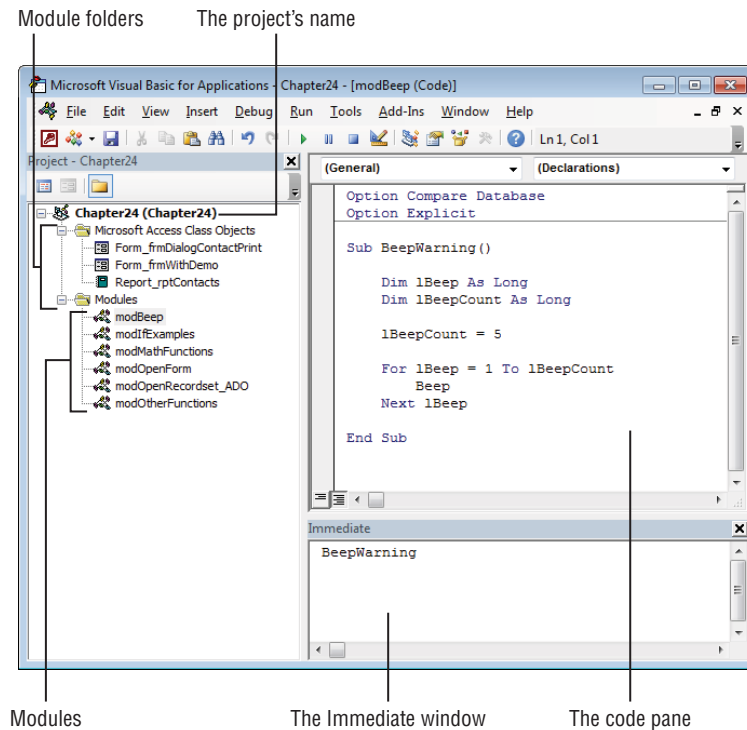 Module folders
The project's name
Microsoft Visual Basic for Applications - Chapter24 - [modBeep (Code)]
File Edit View Insert Debug Run Tools Add-Ins Window Help
Ln 1, Col 1
Project - Chapter24
(General)
(Declarations)
Chapter24 (Chapter24)
Microsoft Access Class Objects
Form_frmDialogContactPrint
Form_frmWithDemo
Report_rptContacts
Modules
modBeep
modIfExamples
modMathFunctions
modOpenForm
modOpenRecordset_ADO
modOtherFunctions
Option Compare Database
Option Explicit
Sub BeepWarning()
Dim lBeep As Long
Dim lBeepCount As Long
lBeepCount = 5
For lBeep = 1 To lBeepCount
Beep
Next lBeep
End Sub
Immediate
BeepWarning
Modules
The Immediate window
The code pane